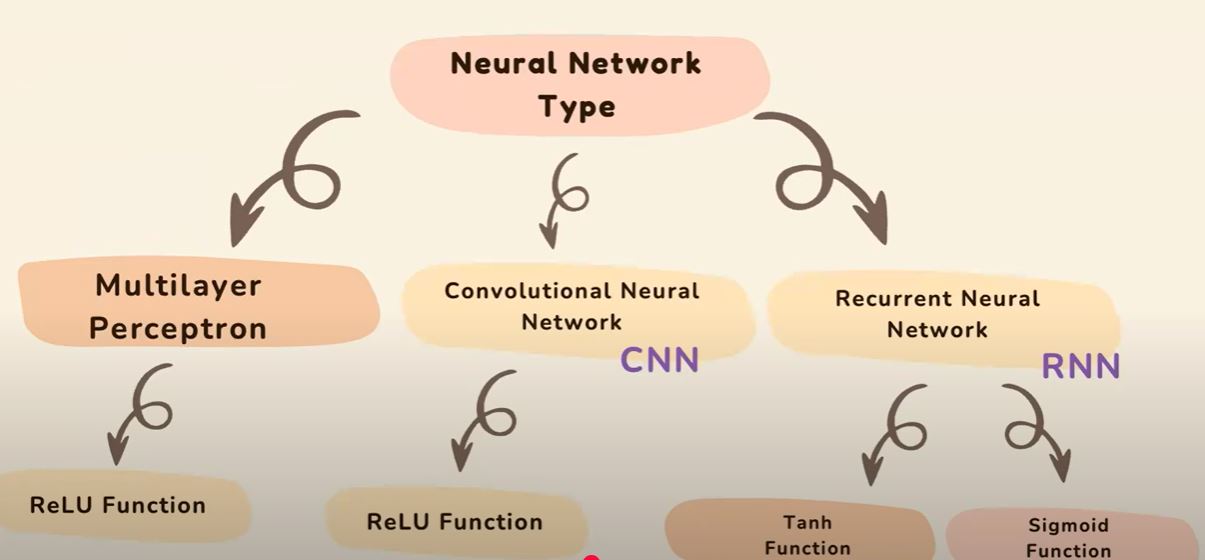 Neural Network
Type
Multilayer
Perceptron
Convolutional Neural
Network
CNN
Recurrent Neural
Network
RNN
ReLU Function
ReLU Function
Tanh
Function
Sigmoid
Function